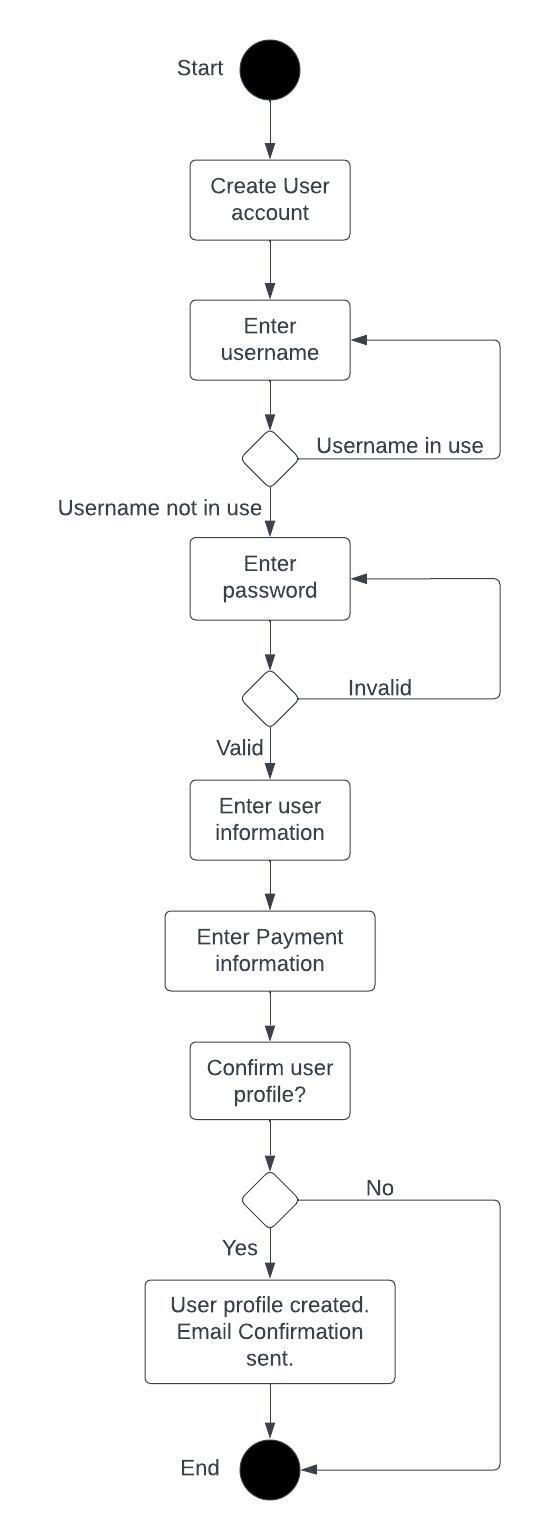 Start
Create User
account
Enter
username
Username in use
Username not in use
Enter
password
Invalid
Valid
Enter user
information
Enter Payment
information
Confirm user
profile?
No
Yes
User profile created.
Email Confirmation
sent.
End